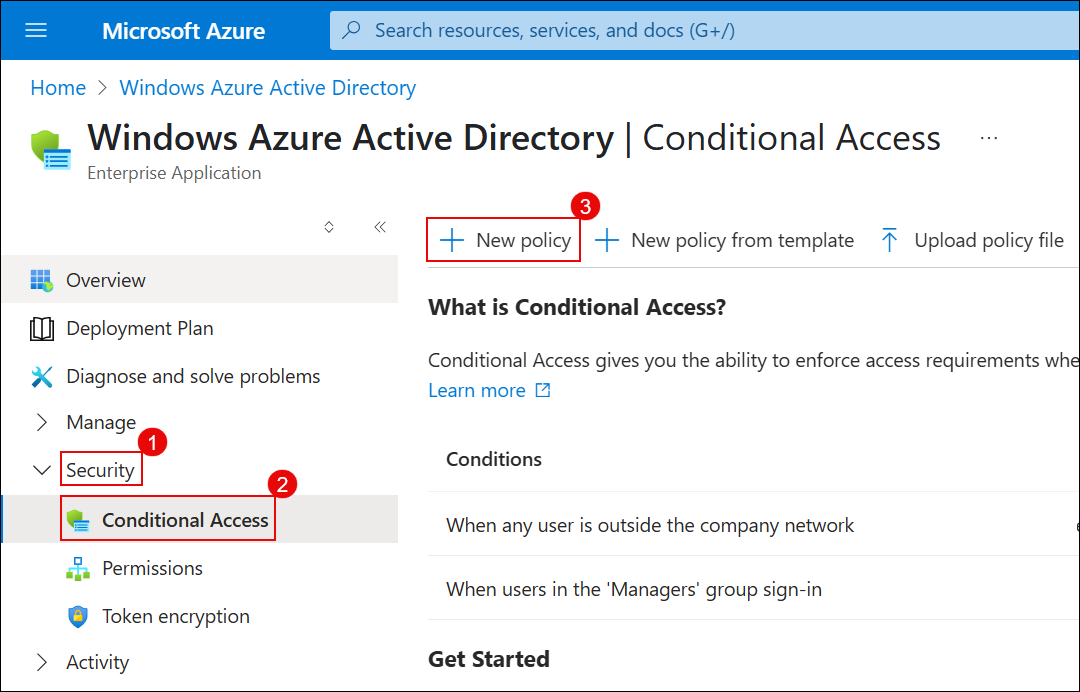 Microsoft Azure
Search resources, services, and docs (G+/)
Home > Windows Azure Active Directory
Windows Azure Active Directory | Conditional Access ...
Enterprise Application
3
New policy
New policy from template
Upload policy file
Overview
Deployment Plan
Diagnose and solve problems
Manage
1
Security
2
Conditional Access
Permissions
Token encryption
Activity
What is Conditional Access?
Conditional Access gives you the ability to enforce access requirements whe
Learn more
Conditions
When any user is outside the company network
When users in the 'Managers' group sign-in
Get Started